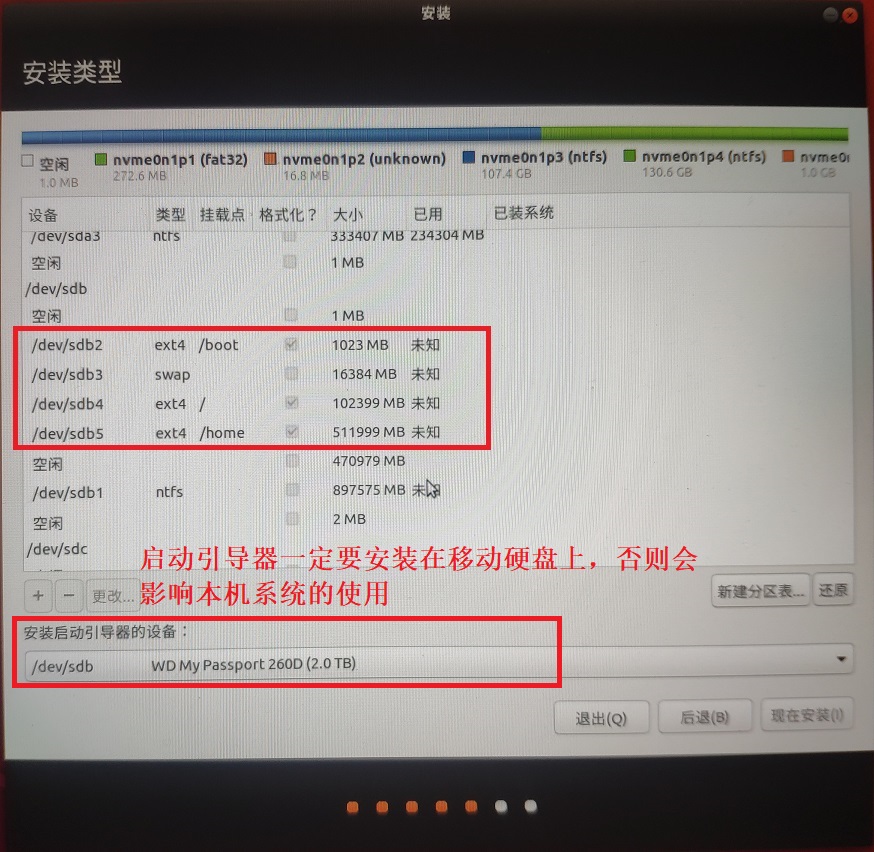 安装
安装类型
空闲 nvme0n1p1 (fat32) nvme0n1p2 (unknown) nvme0n1p3 (ntfs) nvme0n1p4 (ntfs) nvme0
1.0 MB 272.6 MB 16.8 MB 107.4 GB 130.6 GB 1.0 GB
设备 类型 挂载点 格式化？ 大小 已用 已装系统
/dev/sda3 ntfs 333407 MB 234304 MB
空闲 1 MB
/dev/sdb
空闲 1 MB
/dev/sdb2 ext4 /boot 1023 MB 未知
/dev/sdb3 swap 16384 MB 未知
/dev/sdb4 ext4 / 102399 MB 未知
/dev/sdb5 ext4 /home 511999 MB 未知
空闲 470979 MB
/dev/sdb1 ntfs 897575 MB 未知
空闲 2 MB
/dev/sdc
启动引导器一定要安装在移动硬盘上，否则会
影响本机系统的使用
+ − 更改... 新建分区表... 还原
安装启动引导器的设备：
/dev/sdb WD My Passport 260D (2.0 TB)
退出(Q) 后退(B) 现在安装(I)